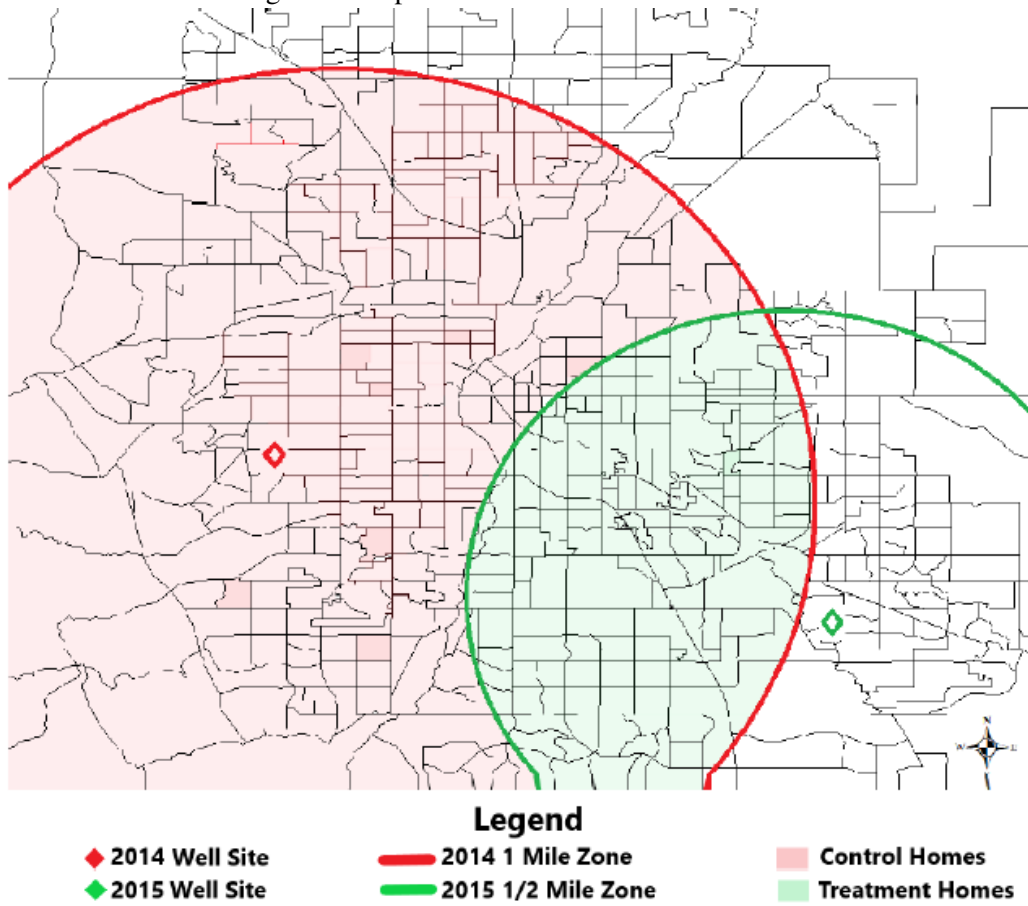 Legend
2014 Well Site
2014 1 Mile Zone
Control Homes
2015 Well Site
2015 1/2 Mile Zone
Treatment Homes